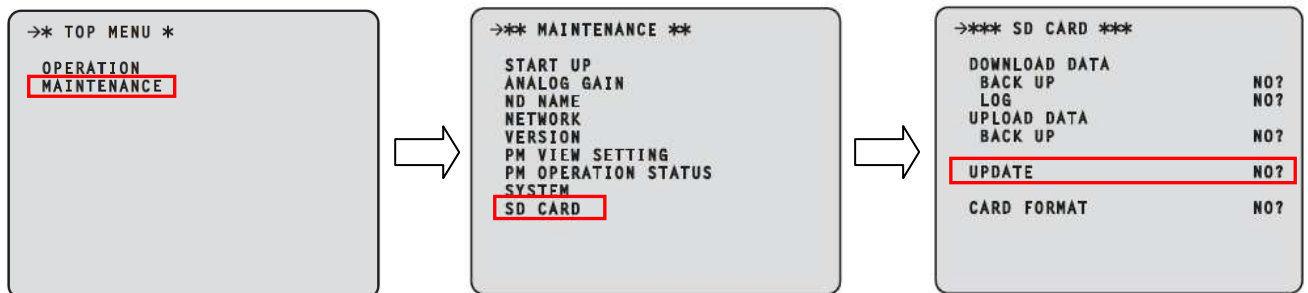 →* TOP MENU *
OPERATION
MAINTENANCE
→** MAINTENANCE **
START UP
ANALOG GAIN
ND NAME
NETWORK
VERSION
PM VIEW SETTING
PM OPERATION STATUS
SYSTEM
SD CARD
→*** SD CARD ***
DOWNLOAD DATA
BACK UP NO?
LOG NO?
UPLOAD DATA
BACK UP NO?
UPDATE NO?
CARD FORMAT NO?